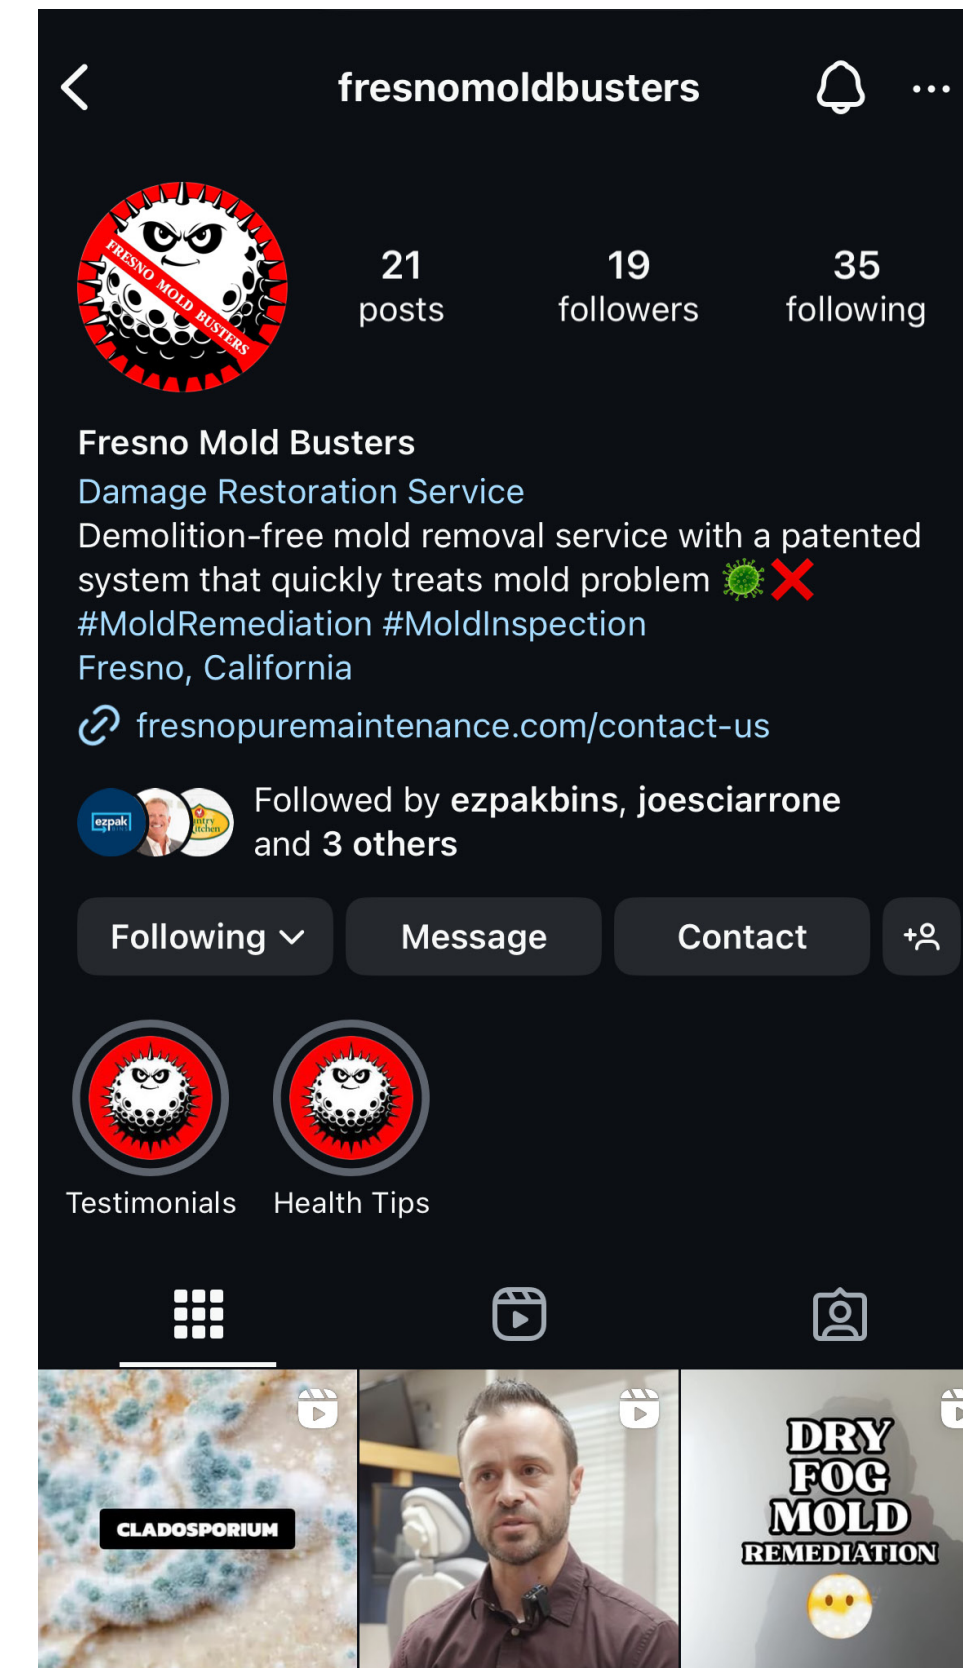 fresnomoldbusters
FRESNO MOLD BUSTERS
21
posts
19
followers
35
following
Fresno Mold Busters
Damage Restoration Service
Demolition-free mold removal service with a patented
system that quickly treats mold problem 🦠❌
#MoldRemediation #MoldInspection
Fresno, California
fresnopuremaintenance.com/contact-us
ezpak
Followed by ezpakbins, joesciarrone
and 3 others
Following
Message
Contact
Testimonials
Health Tips
CLADOSPORIUM
DRY
FOG
MOLD
REMEDIATION